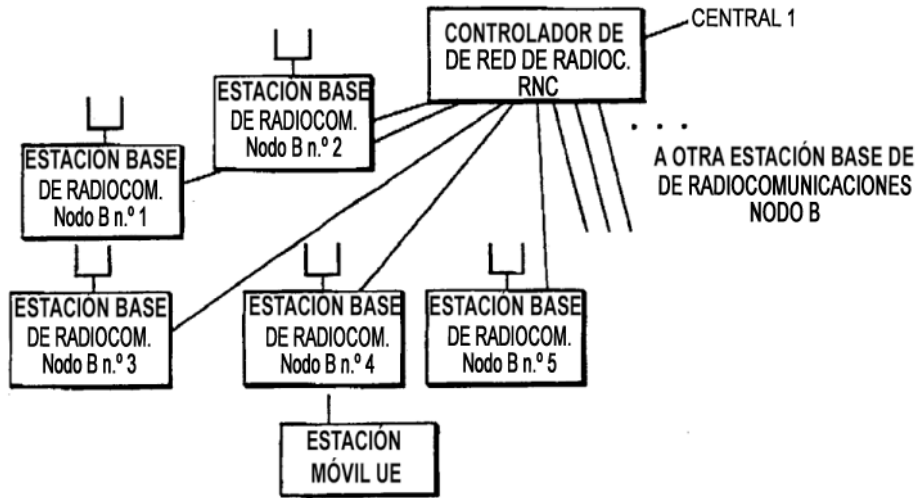 CONTROLADOR DE
DE RED DE RADIOC.
RNC
CENTRAL 1
ESTACIÓN BASE
DE RADIOCOM.
Nodo B n.º 2
ESTACIÓN BASE
DE RADIOCOM.
Nodo B n.º 1
. . .
A OTRA ESTACIÓN BASE DE
DE RADIOCOMUNICACIONES
NODO B
ESTACIÓN BASE
DE RADIOCOM.
Nodo B n.º 3
ESTACIÓN BASE
DE RADIOCOM.
Nodo B n.º 4
ESTACIÓN BASE
DE RADIOCOM.
Nodo B n.º 5
ESTACIÓN
MÓVIL UE